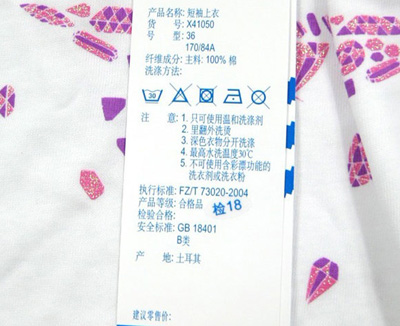 产品名称: 短袖上衣
货 号: X41050
号 型: 36
170/84A
纤维成分: 主料: 100% 棉
洗涤方法:
30
注 意: 1. 只可使用温和洗涤剂
2. 里翻外洗烫
3. 深色衣物分开洗涤
4. 最高水洗温度30℃
5. 不可使用含彩漂功能的
洗衣剂或洗衣粉
执行标准: FZ/T 73020-2004
产品等级: 合格品
检验合格: 检18
安全标准: GB 18401
B类
产 地: 土耳其
建议零售价: